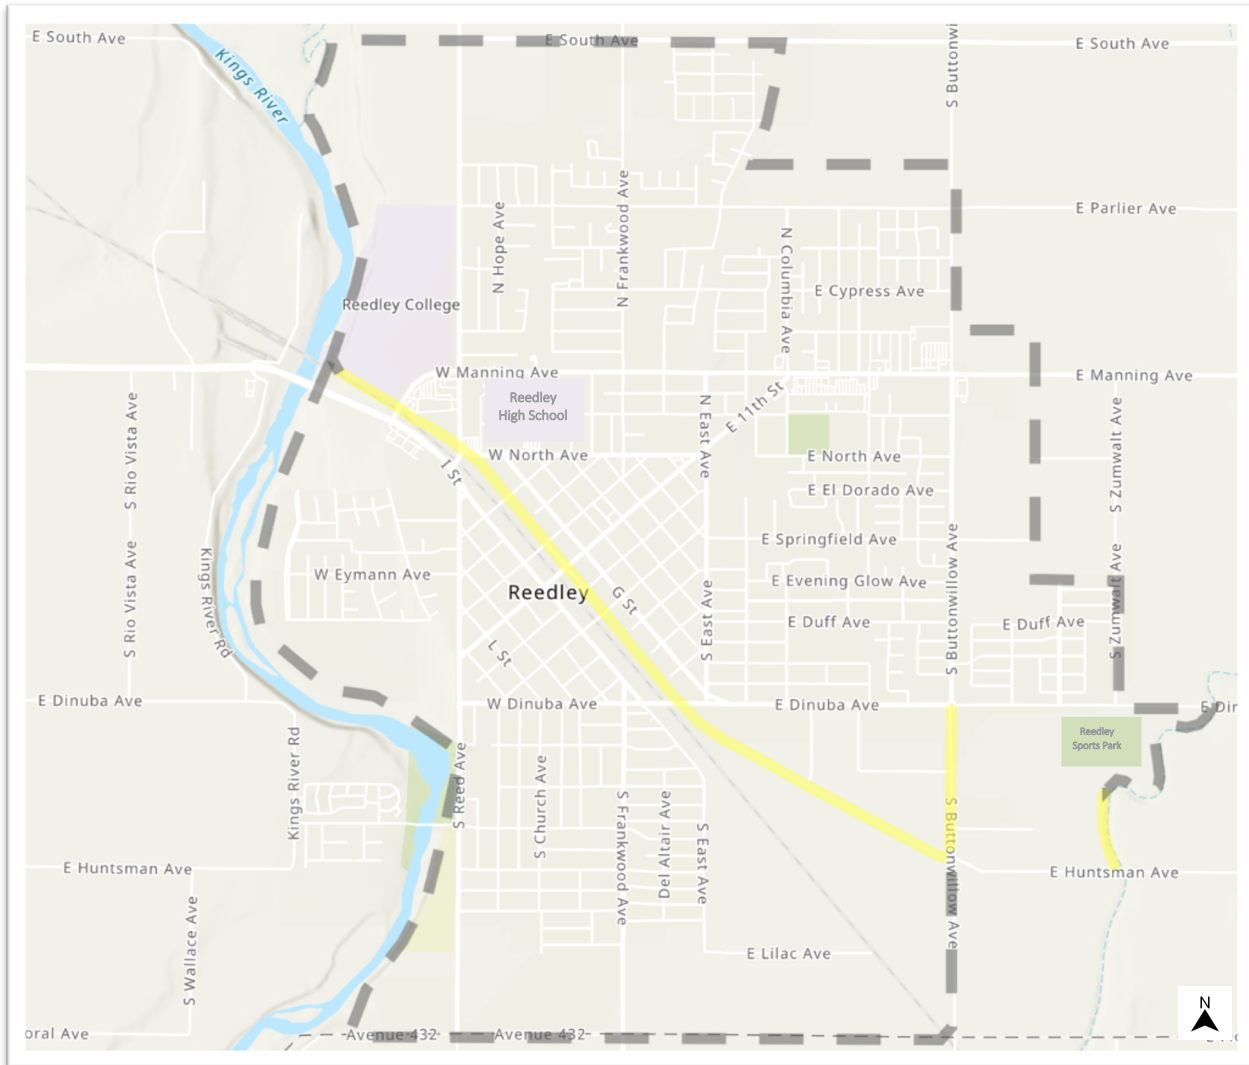 E South Ave
E South Ave
E South Ave
Kings River
S Buttonwi
E Parlier Ave
N Hope Ave
N Frankwood Ave
N Columbia Ave
E Cypress Ave
Reedley College
W Manning Ave
E Manning Ave
Reedley
High School
E 11th St
N East Ave
S Rio Vista Ave
S Zumwalt Ave
W North Ave
E North Ave
I St
E El Dorado Ave
E Springfield Ave
S Rio Vista Ave
Kings River Rd
W Eymann Ave
E Evening Glow Ave
Reedley
G St
S East Ave
S Buttonwillow Ave
S Zumwalt Ave
E Duff Ave
E Duff Ave
L St
E Dinuba Ave
W Dinuba Ave
E Dinuba Ave
E Din
Reedley
Sports Park
Kings River Rd
S Reed Ave
S Church Ave
S Frankwood Ave
Del Altair Ave
S East Ave
S Buttonwillow Ave
E Huntsman Ave
E Huntsman Ave
S Wallace Ave
E Lilac Ave
oral Ave
Avenue 432
Avenue 432
N